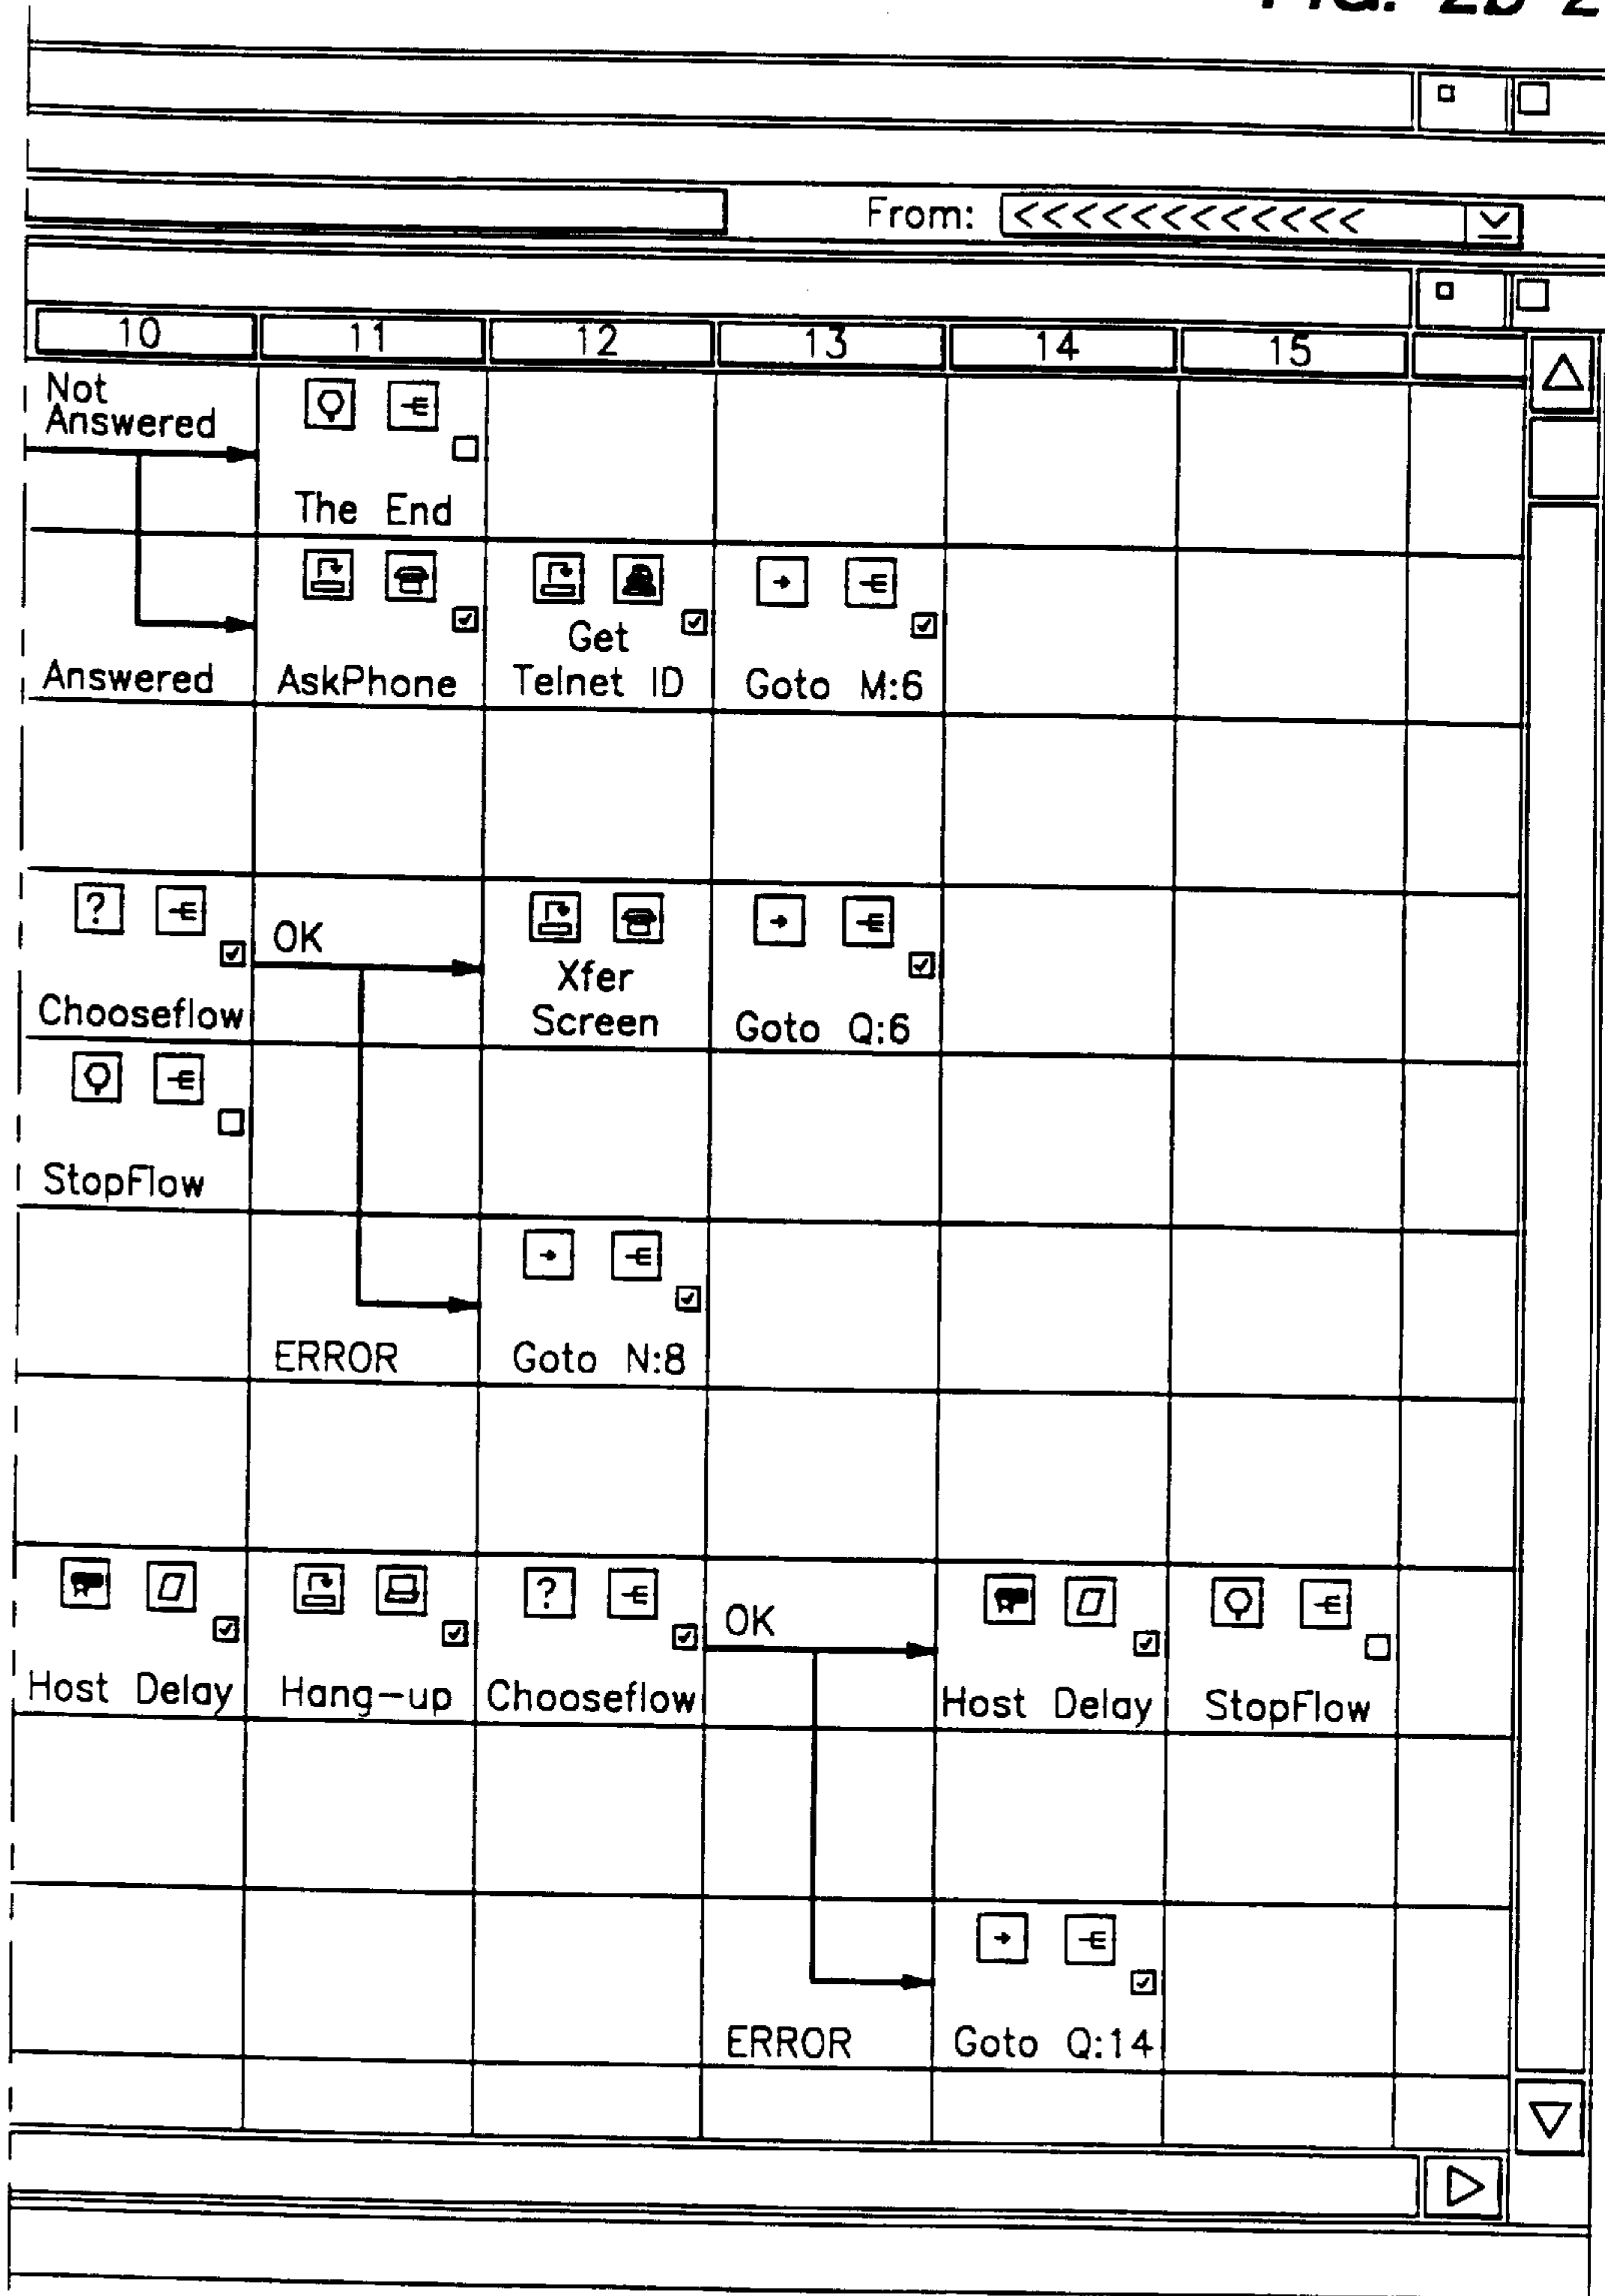 From: <<<<<<<<<<<<
10 11 12 13 14 15
Not
Answered
The End
Get
Answered AskPhone Telnet ID Goto M:6
? OK
Xfer
Chooseflow Screen Goto Q:6
StopFlow
ERROR Goto N:8
? OK
Host Delay Hang-up Chooseflow Host Delay StopFlow
ERROR Goto Q:14